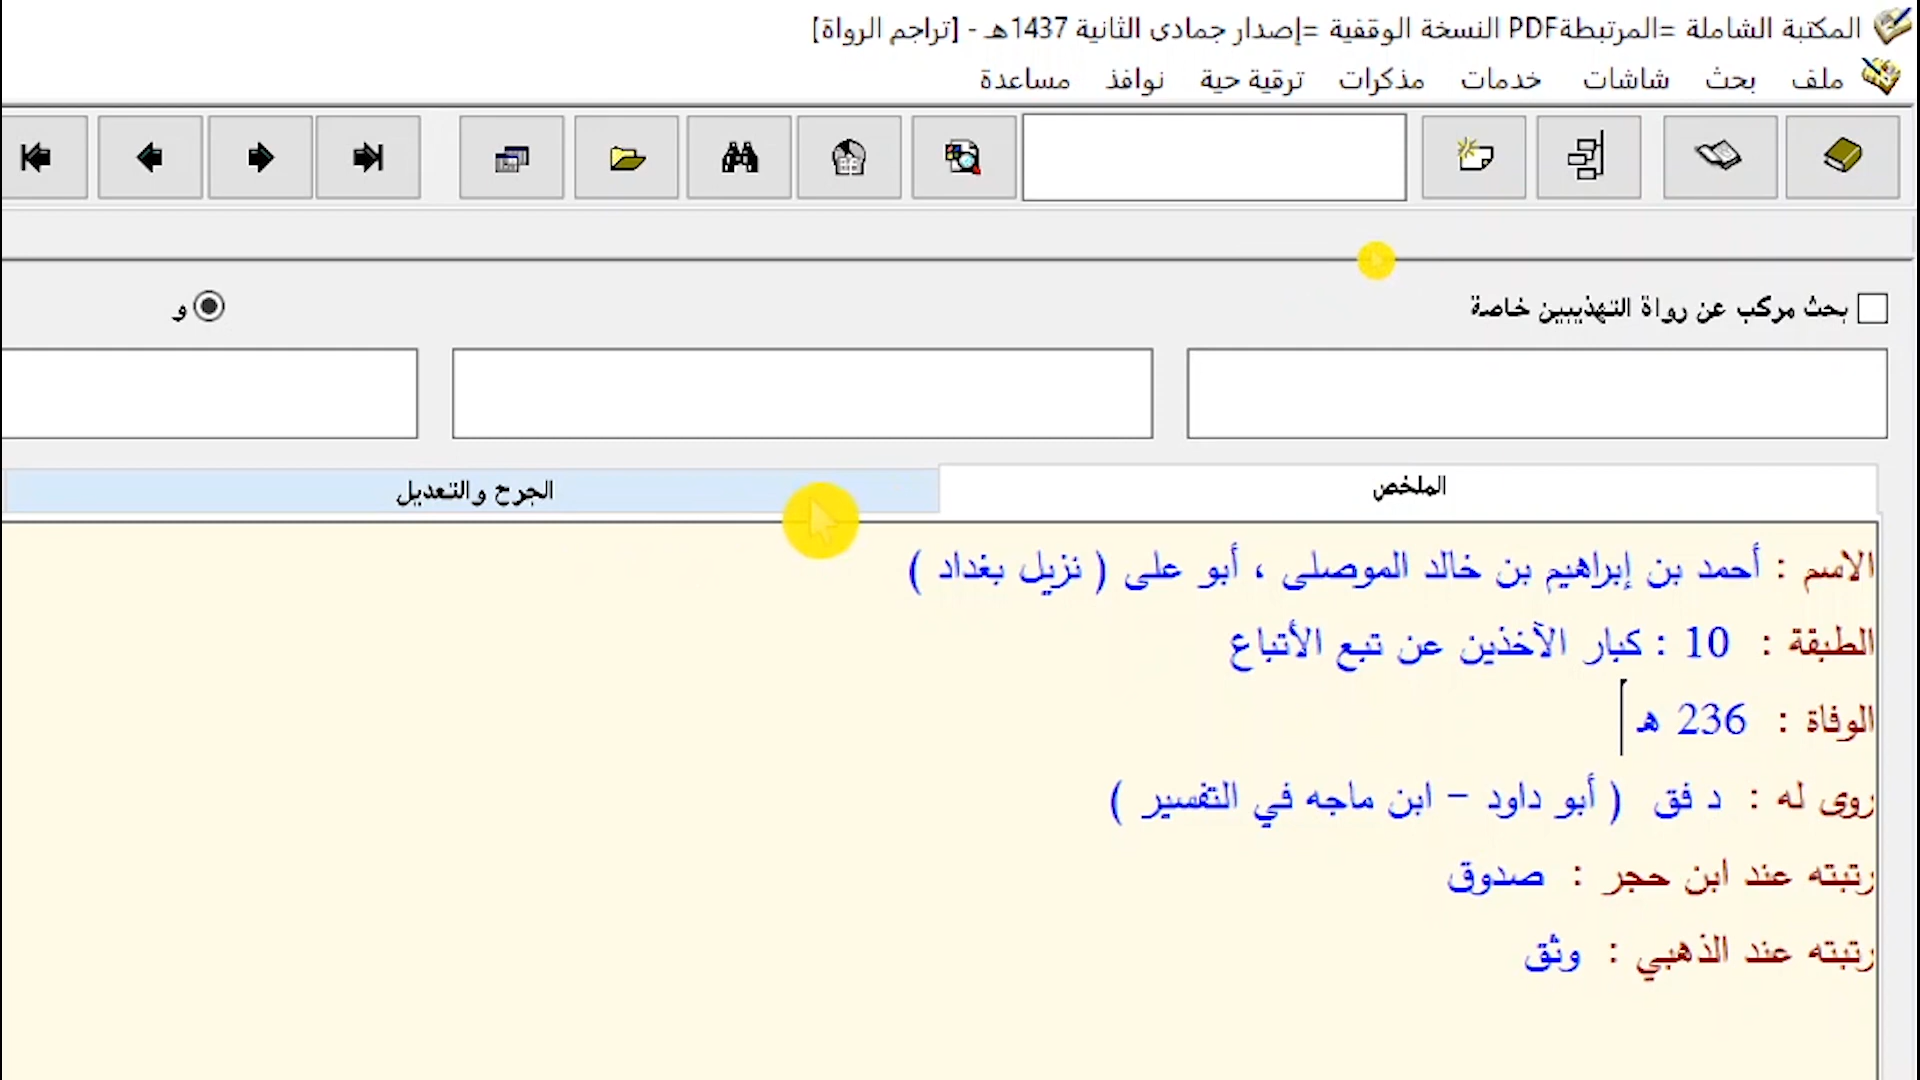 المكتبة الشاملة =المرتبطةPDF النسخة الوقفية =إصدار جمادى الثانية 1437هـ - [تراجم الرواة]
ملف بحث شاشات خدمات مذكرات ترقية حية نوافذ مساعدة
بحث مركب عن رواة التهذيبين خاصة و
الملخص الجرح والتعديل
الاسم : أحمد بن إبراهيم بن خالد الموصلى ، أبو على ( نزيل بغداد )
الطبقة : 10 : كبار الآخذين عن تبع الأتباع
الوفاة : 236 هـ
روى له : د فق ( أبو داود - ابن ماجه في التفسير )
رتبته عند ابن حجر : صدوق
رتبته عند الذهبي : وثق